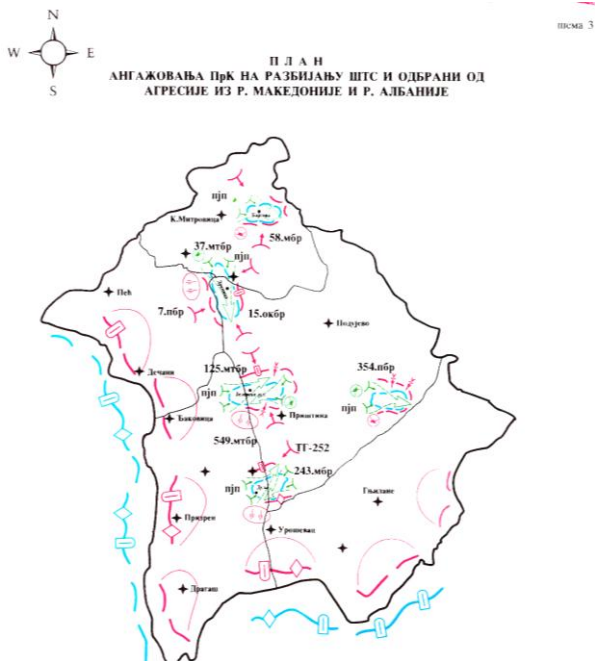 N
W E
S
шема 3
П Л А Н
АНГАЖОВАЊА ПрК НА РАЗБИЈАЊУ ШТС И ОДБРАНИ ОД
АГРЕСИЈЕ ИЗ Р. МАКЕДОНИЈЕ И Р. АЛБАНИЈЕ
пјп
К.Митровица
58.мбр
37.мтбр
пјп
Пећ
7.пбр
15.окбр
Подујево
Дечани
125.мтбр
354.пбр
пјп
Приштина
пјп
Ђаковица
549.мтбр
ТГ-252
243.мбр
пјп
Гњилане
Призрен
Урошевац
Драгаш